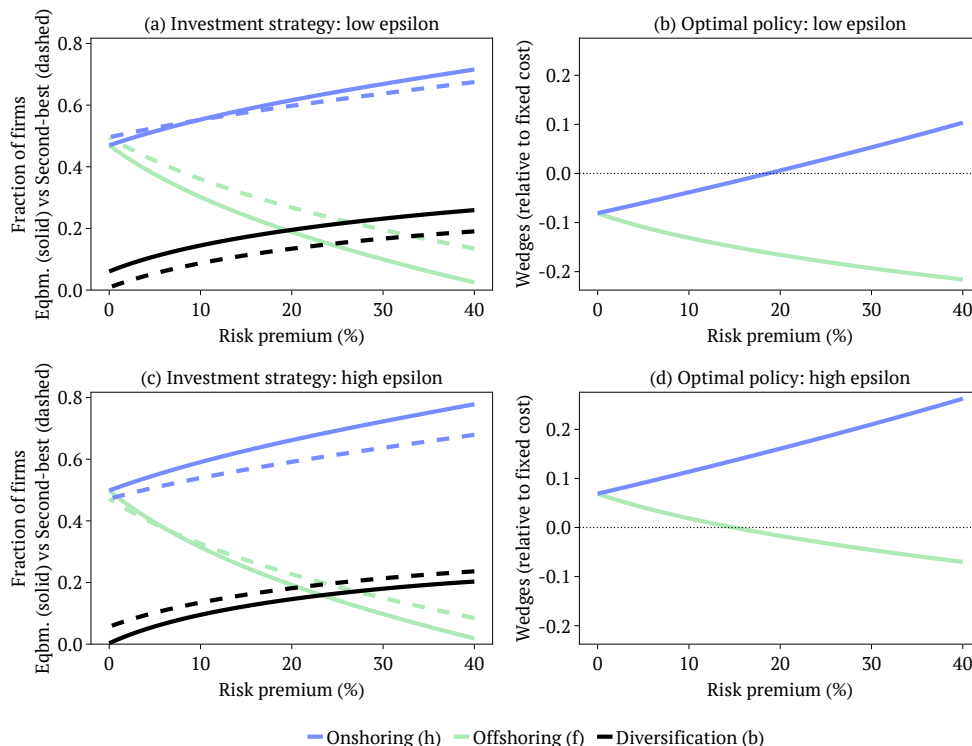 (a) Investment strategy: low epsilon
Fraction of firms
Eqbm. (solid) vs Second-best (dashed)
0.8
0.6
0.4
0.2
0.0
0
10
20
30
40
Risk premium (%)
(b) Optimal policy: low epsilon
Wedges (relative to fixed cost)
0.2
0.1
0.0
-0.1
-0.2
0
10
20
30
40
Risk premium (%)
(c) Investment strategy: high epsilon
Fraction of firms
Eqbm. (solid) vs Second-best (dashed)
0.8
0.6
0.4
0.2
0.0
0
10
20
30
40
Risk premium (%)
(d) Optimal policy: high epsilon
Wedges (relative to fixed cost)
0.2
0.1
0.0
-0.1
-0.2
0
10
20
30
40
Risk premium (%)
Onshoring (h)
Offshoring (f)
Diversification (b)